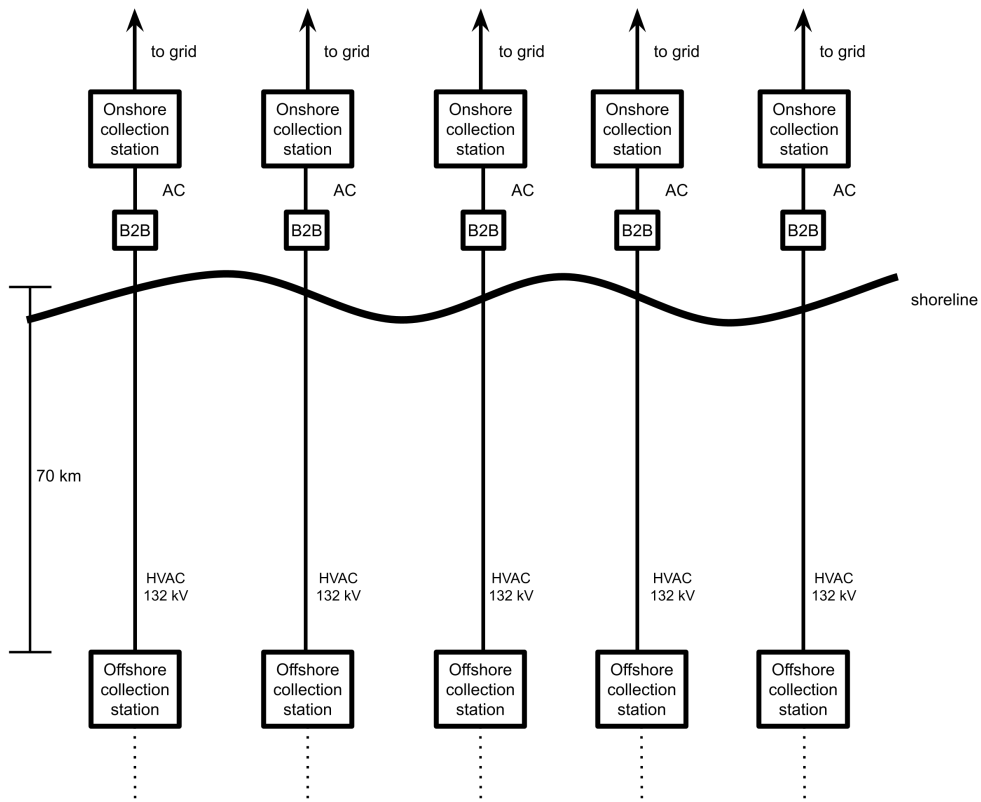 to grid
to grid
to grid
to grid
to grid
Onshore
collection
station
Onshore
collection
station
Onshore
collection
station
Onshore
collection
station
Onshore
collection
station
AC
AC
AC
AC
AC
B2B
B2B
B2B
B2B
B2B
shoreline
70 km
HVAC
132 kV
HVAC
132 kV
HVAC
132 kV
HVAC
132 kV
HVAC
132 kV
Offshore
collection
station
Offshore
collection
station
Offshore
collection
station
Offshore
collection
station
Offshore
collection
station